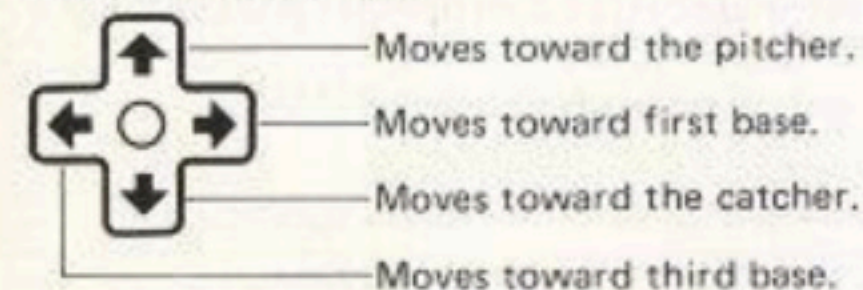 Moves toward the pitcher.
Moves toward first base.
Moves toward the catcher.
Moves toward third base.